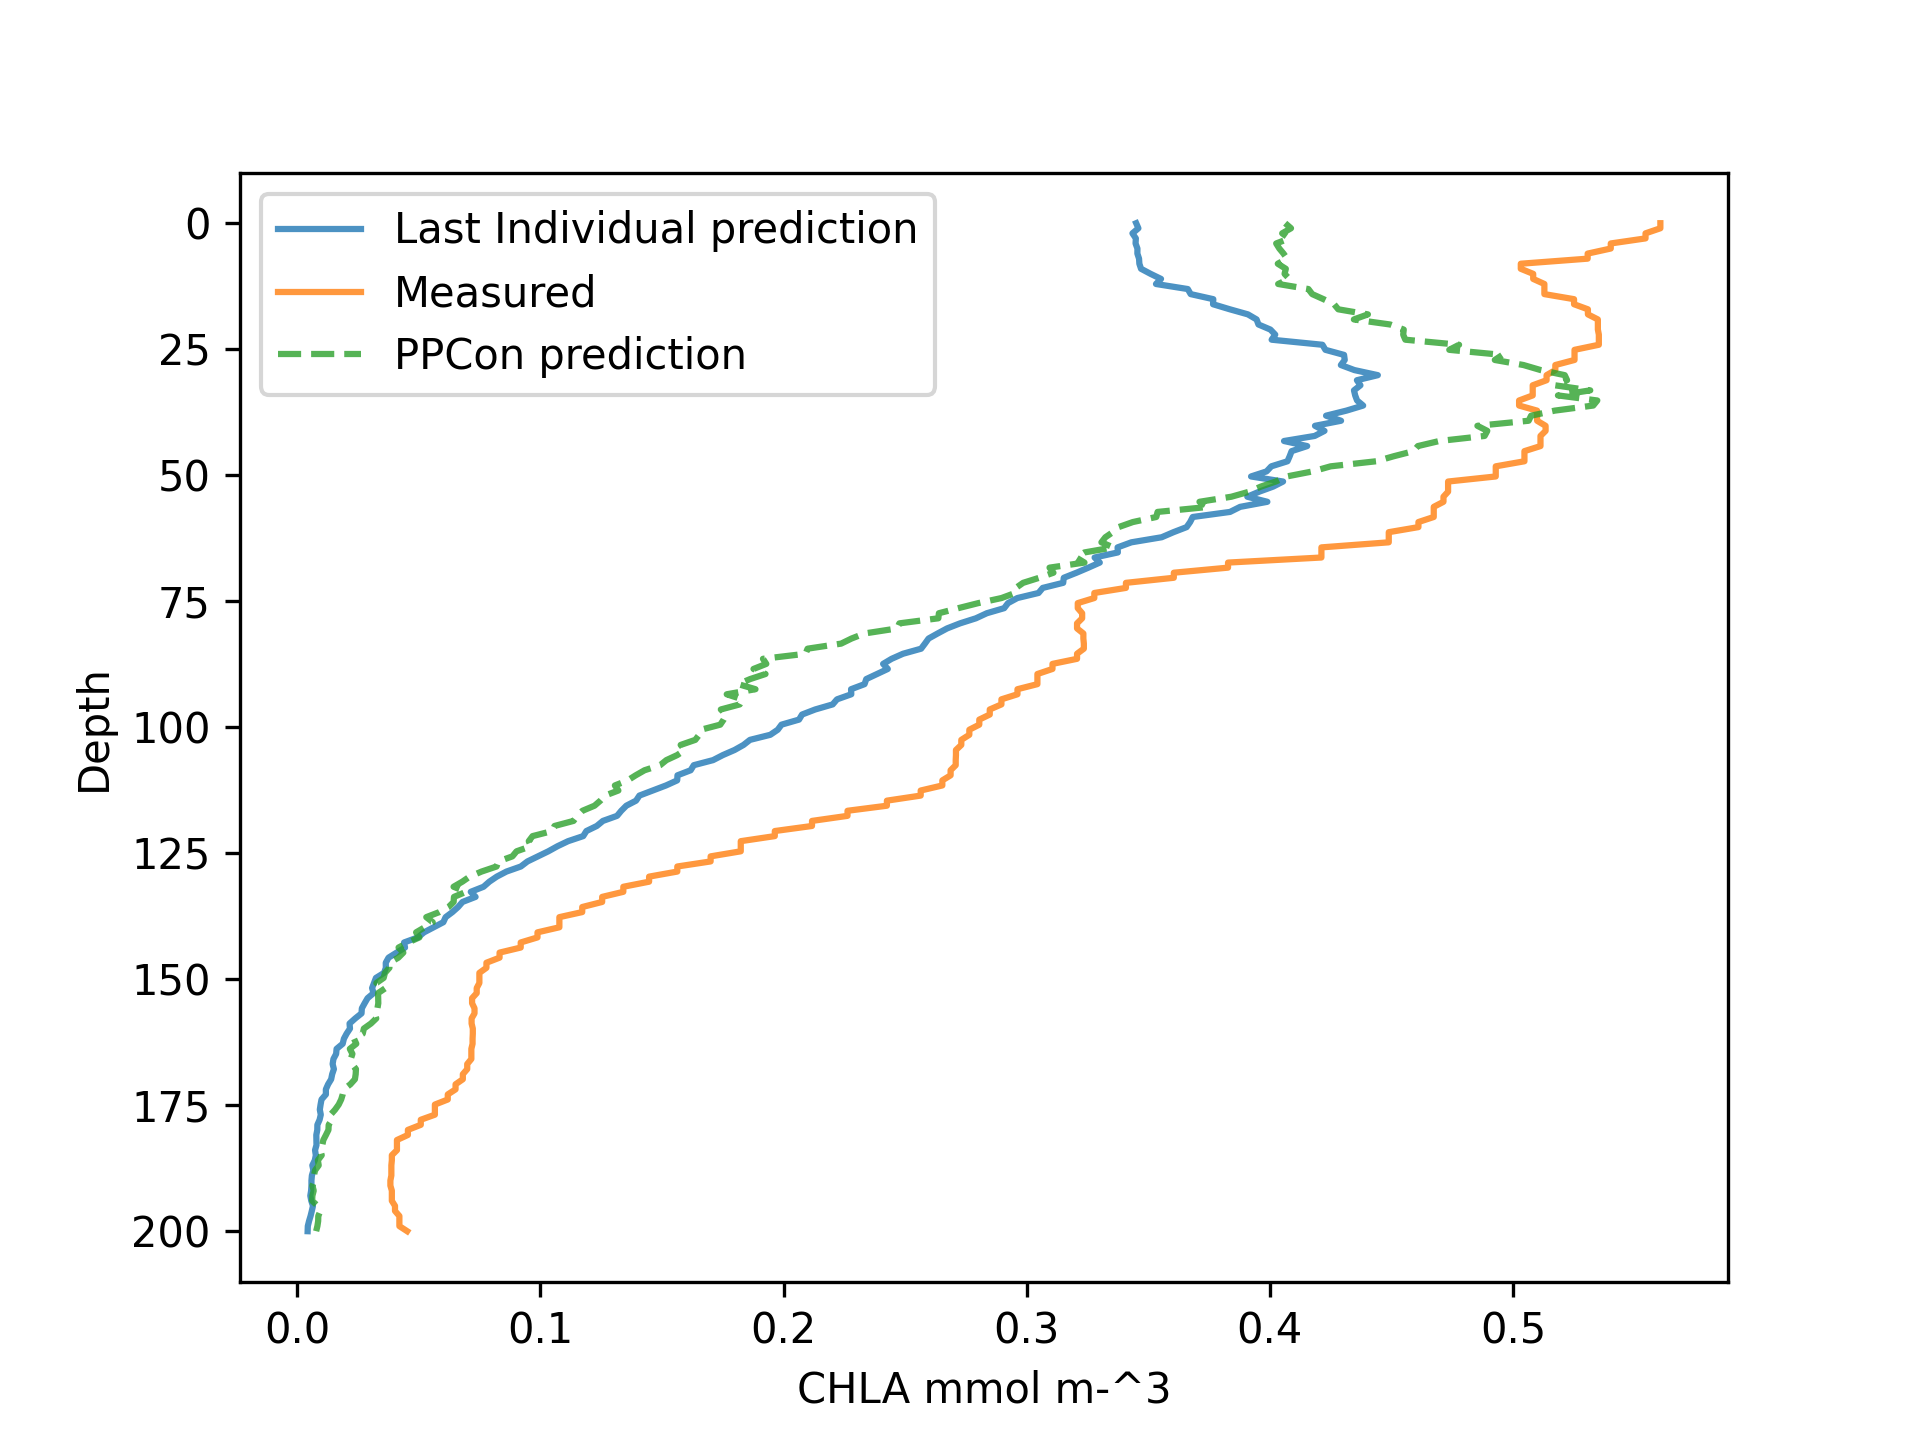 Last Individual prediction
Measured
PPCon prediction
0
25
50
75
100
125
150
175
200
Depth
0.0 0.1 0.2 0.3 0.4 0.5
CHLA mmol m-^3